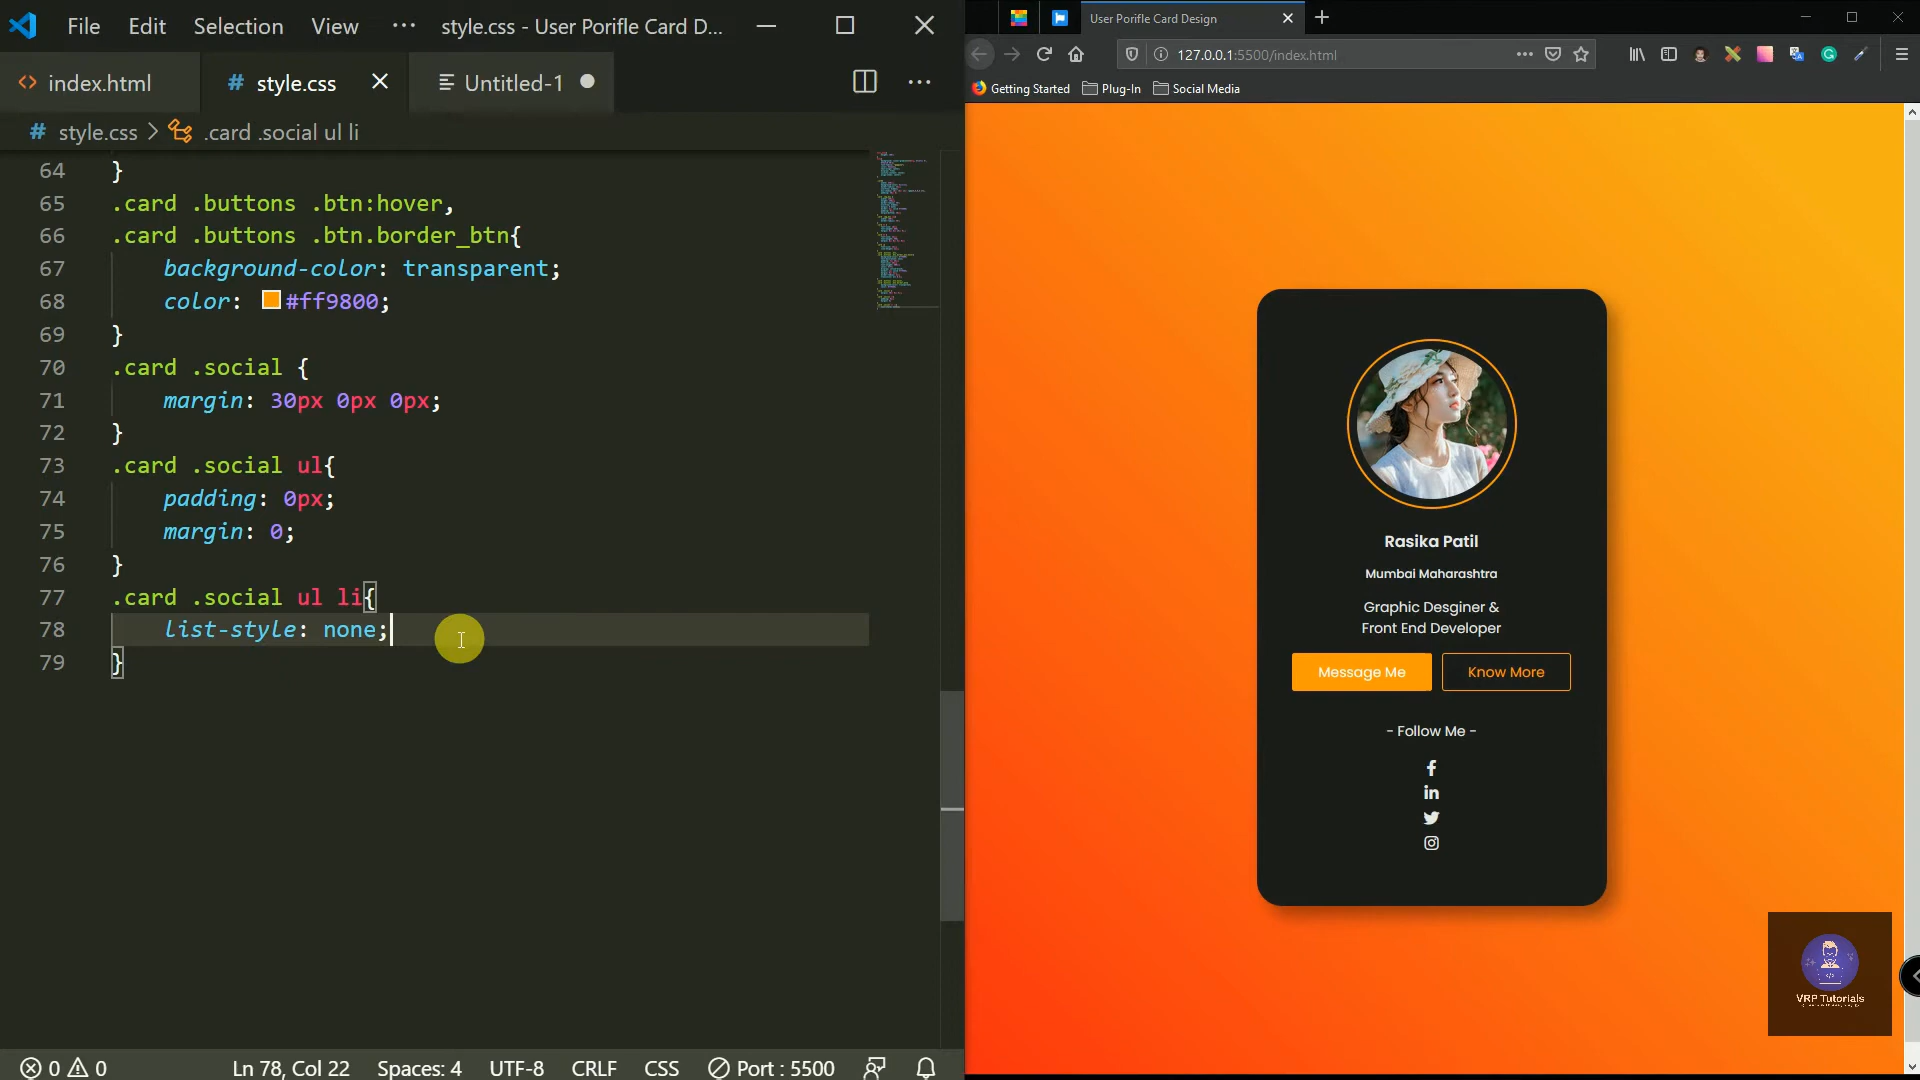 File Edit Selection View ··· style.css - User Porifle Card D...
index.html # style.css Untitled-1
# style.css > .card .social ul li
64 }
65 .card .buttons .btn:hover,
66 .card .buttons .btn.border_btn{
67 background-color: transparent;
68 color: #ff9800;
69 }
70 .card .social {
71 margin: 30px 0px 0px;
72 }
73 .card .social ul{
74 padding: 0px;
75 margin: 0;
76 }
77 .card .social ul li{
78 list-style: none;
79 }
0 0 Ln 78, Col 22 Spaces: 4 UTF-8 CRLF CSS Port : 5500
User Porifle Card Design
127.0.0.1:5500/index.html
Getting Started Plug-In Social Media
Rasika Patil
Mumbai Maharashtra
Graphic Desginer &
Front End Developer
Message Me Know More
- Follow Me -
VRP Tutorials